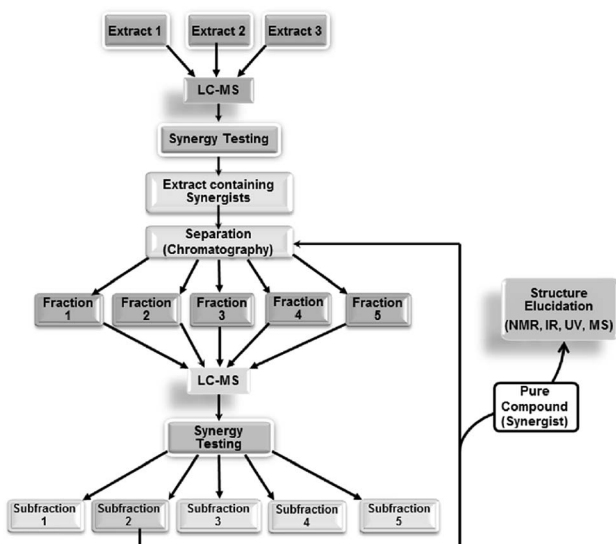 Extract 1
Extract 2
Extract 3
LC-MS
Synergy Testing
Extract containing
Synergists
Separation
(Chromatography)
Fraction
1
Fraction
2
Fraction
3
Fraction
4
Fraction
5
LC-MS
Synergy
Testing
Subfraction
1
Subfraction
2
Subfraction
3
Subfraction
4
Subfraction
5
Structure
Elucidation
(NMR, IR, UV, MS)
Pure
Compound
(Synergist)